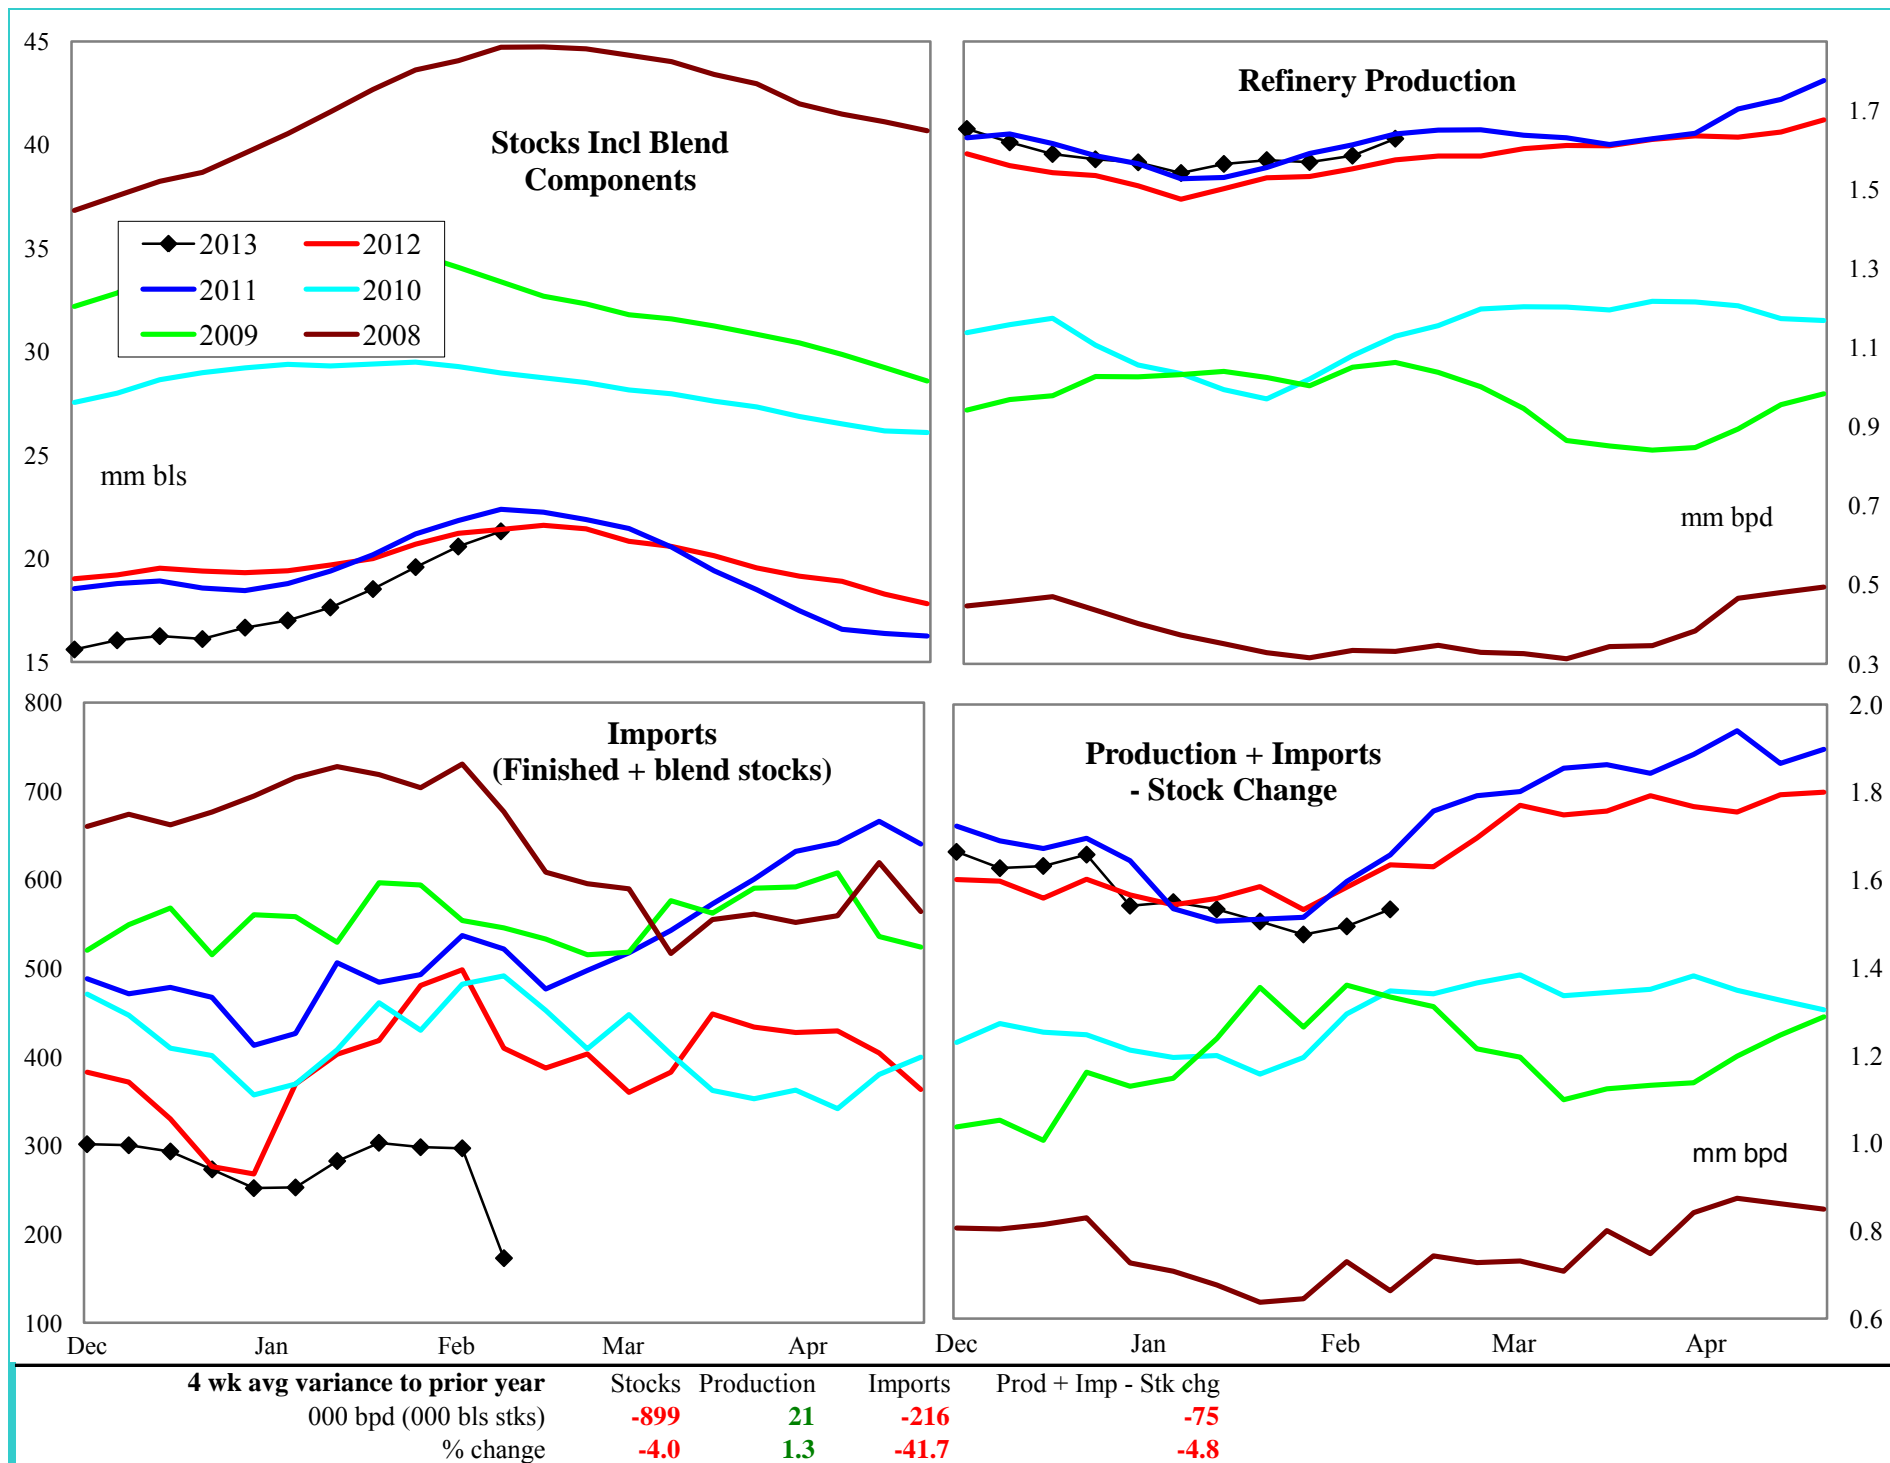 45
40
35
30
25
20
15
Stocks Incl Blend
Components
2013 2012
2011 2010
2009 2008
mm bls
Refinery Production
mm bpd
1.7
1.5
1.3
1.1
0.9
0.7
0.5
0.3
800
700
600
500
400
300
200
100
Imports
(Finished + blend stocks)
Dec Jan Feb Mar Apr
Production + Imports
- Stock Change
mm bpd
2.0
1.8
1.6
1.4
1.2
1.0
0.8
0.6
Dec Jan Feb Mar Apr
4 wk avg variance to prior year Stocks Production Imports Prod + Imp - Stk chg
000 bpd (000 bls stks) -899 21 -216 -75
% change -4.0 1.3 -41.7 -4.8